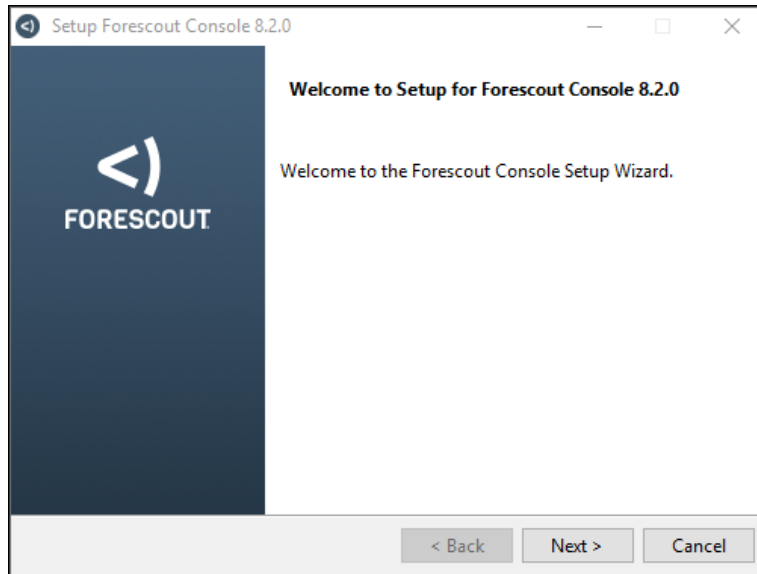 Setup Forescout Console 8.2.0
Welcome to Setup for Forescout Console 8.2.0
Welcome to the Forescout Console Setup Wizard.
FORESCOUT
< Back
Next >
Cancel